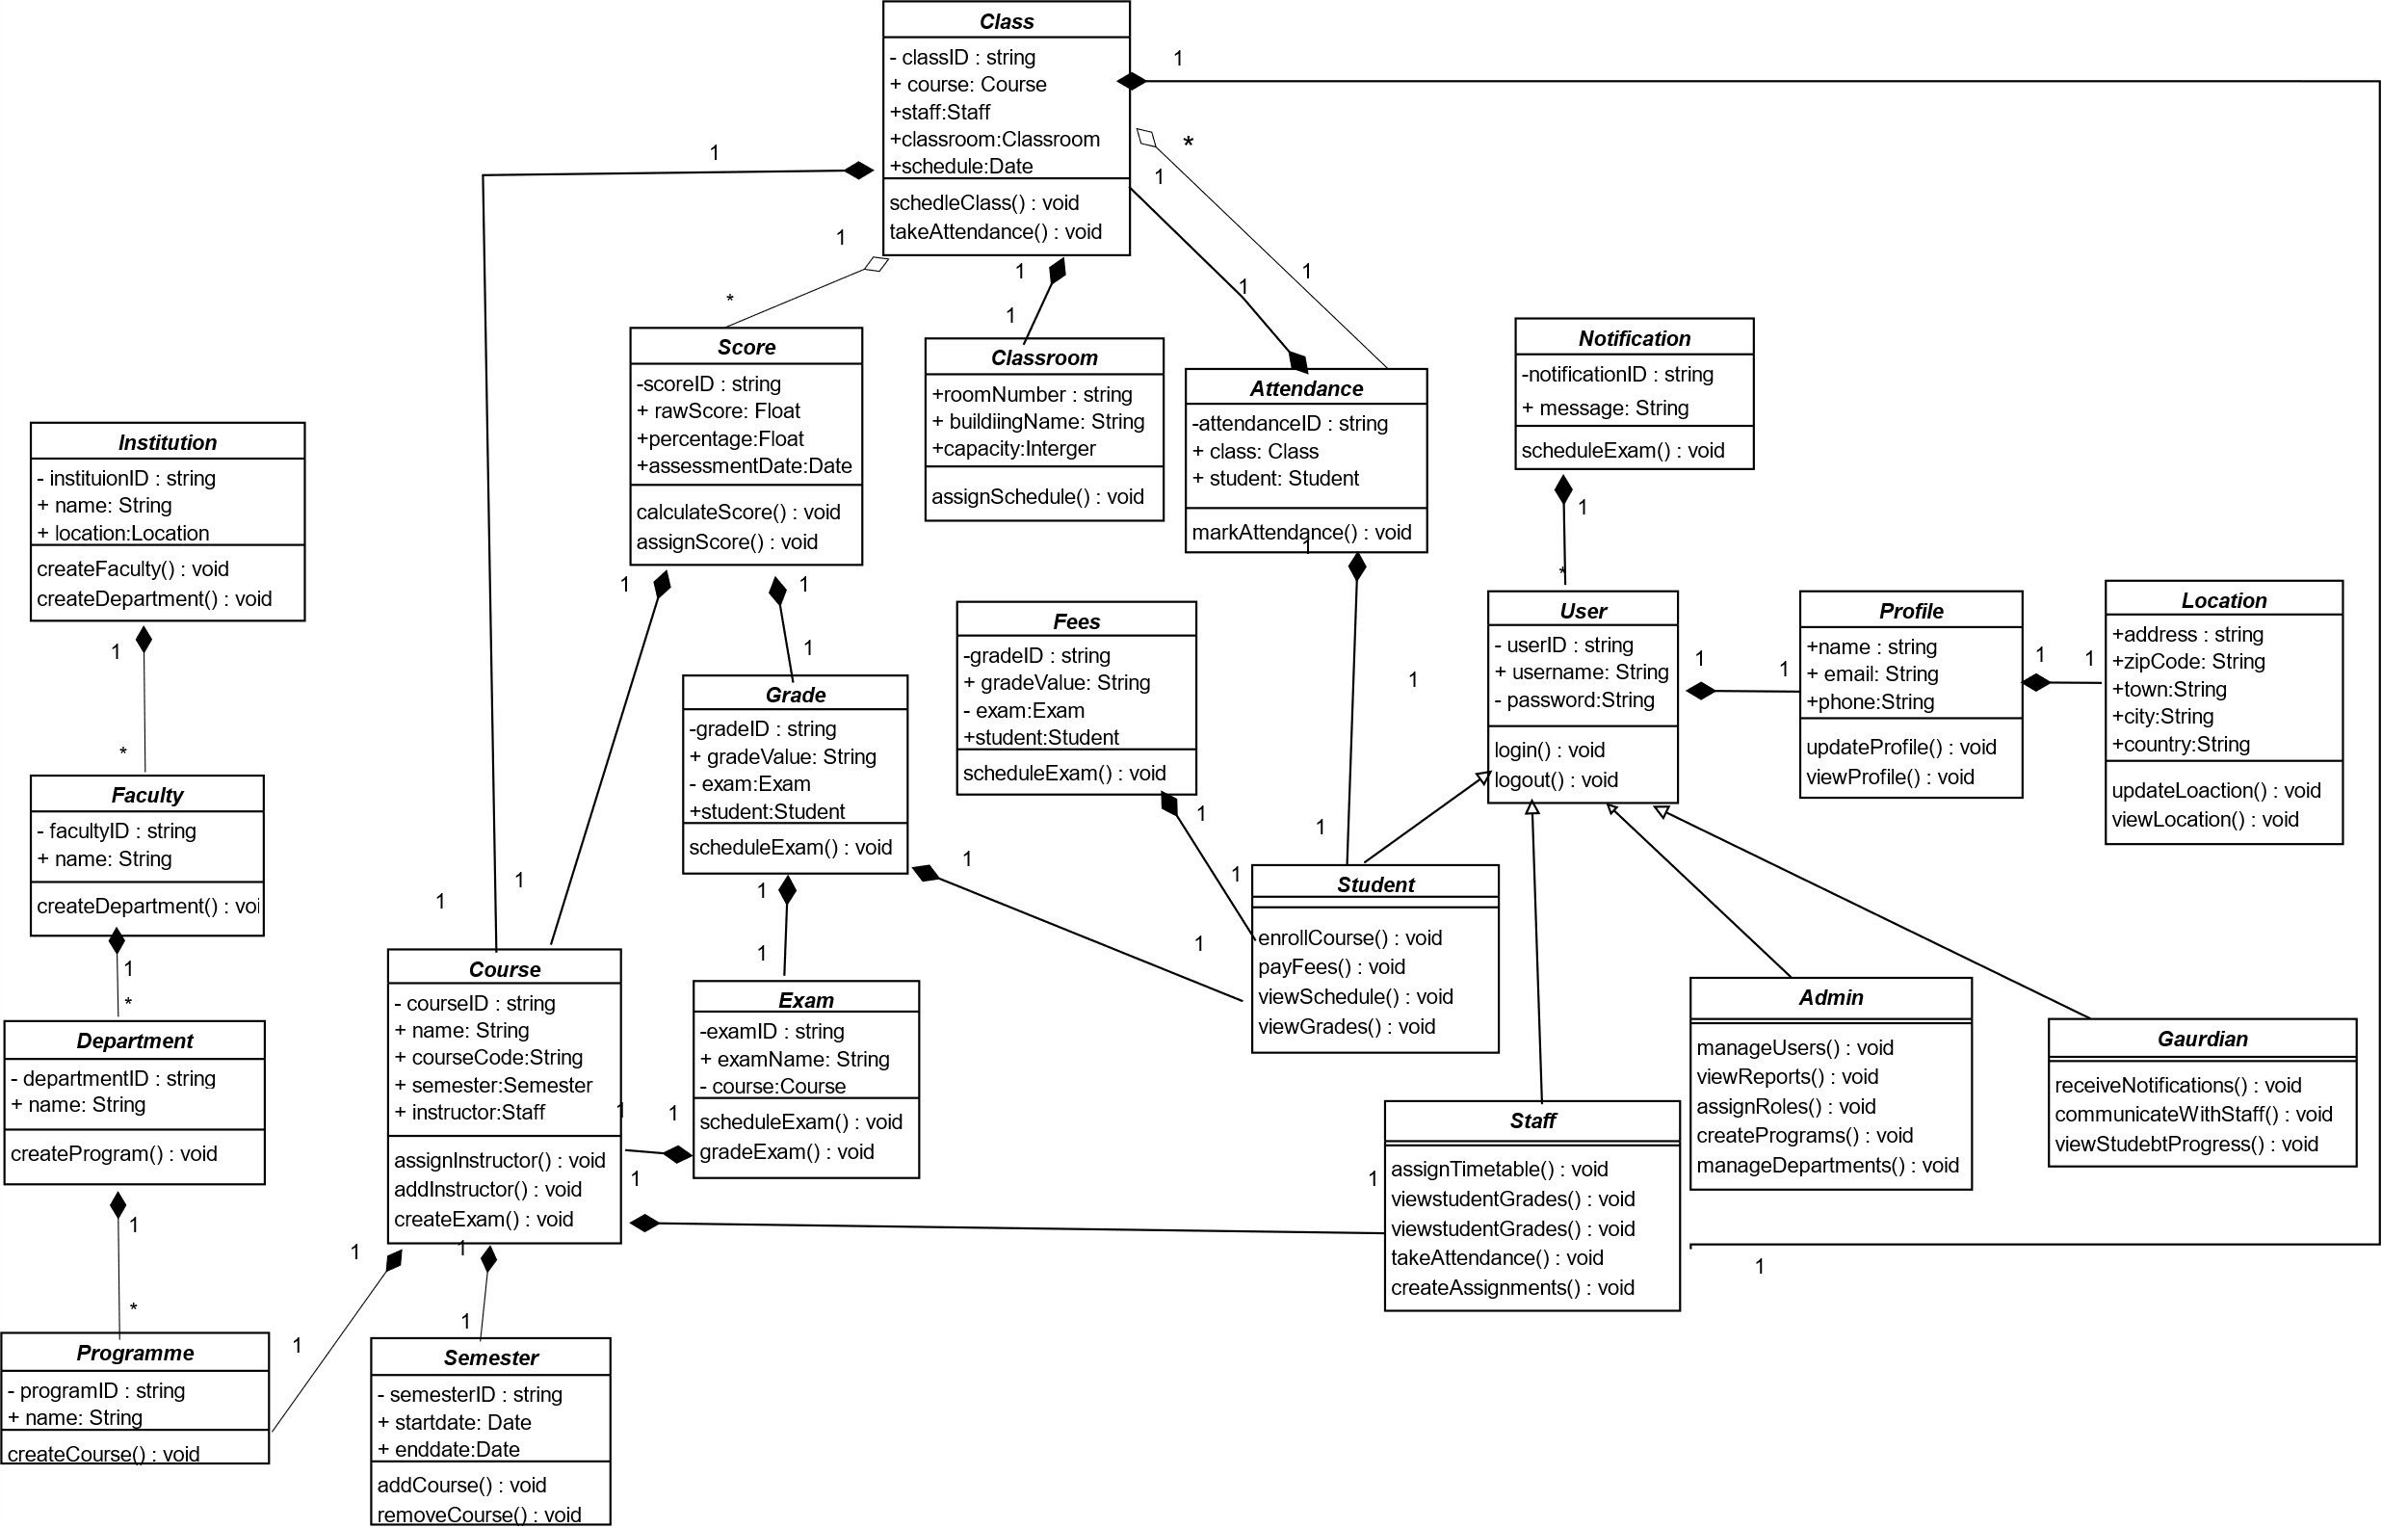 Class
- classID : string
+ course: Course
+staff:Staff
+classroom:Classroom
+schedule:Date
schedleClass() : void
takeAttendance() : void
1
1
*
1
1
*
1
1
1
1
1
Score
-scoreID : string
+ rawScore: Float
+percentage:Float
+assessmentDate:Date
calculateScore() : void
assignScore() : void
1
1
1
1
Classroom
+roomNumber : string
+ buildiingName: String
+capacity:Interger
assignSchedule() : void
Attendance
-attendanceID : string
+ class: Class
+ student: Student
markAttendance() : void
1
1
1
Notification
-notificationID : string
+ message: String
scheduleExam() : void
1
*
Institution
- instituionID : string
+ name: String
+ location:Location
createFaculty() : void
createDepartment() : void
1
*
Faculty
- facultyID : string
+ name: String
createDepartment() : voi
1
*
Department
- departmentID : string
+ name: String
createProgram() : void
1
*
Programme
- programID : string
+ name: String
createCourse() : void
1
1
Grade
-gradeID : string
+ gradeValue: String
- exam:Exam
+student:Student
scheduleExam() : void
1
1
1
1
Fees
-gradeID : string
+ gradeValue: String
- exam:Exam
+student:Student
scheduleExam() : void
1
1
User
- userID : string
+ username: String
- password:String
login() : void
logout() : void
1
1
Profile
+name : string
+ email: String
+phone:String
updateProfile() : void
viewProfile() : void
1
1
Location
+address : string
+zipCode: String
+town:String
+city:String
+country:String
updateLoaction() : void
viewLocation() : void
Student
enrollCourse() : void
payFees() : void
viewSchedule() : void
viewGrades() : void
1
Course
- courseID : string
+ name: String
+ courseCode:String
+ semester:Semester
+ instructor:Staff
assignInstructor() : void
addInstructor() : void
createExam() : void
1
1
1
1
1
1
Exam
-examID : string
+ examName: String
- course:Course
scheduleExam() : void
gradeExam() : void
Semester
- semesterID : string
+ startdate: Date
+ enddate:Date
addCourse() : void
removeCourse() : void
Staff
assignTimetable() : void
viewstudentGrades() : void
viewstudentGrades() : void
takeAttendance() : void
createAssignments() : void
1
Admin
manageUsers() : void
viewReports() : void
assignRoles() : void
createPrograms() : void
manageDepartments() : void
Gaurdian
receiveNotifications() : void
communicateWithStaff() : void
viewStudebtProgress() : void